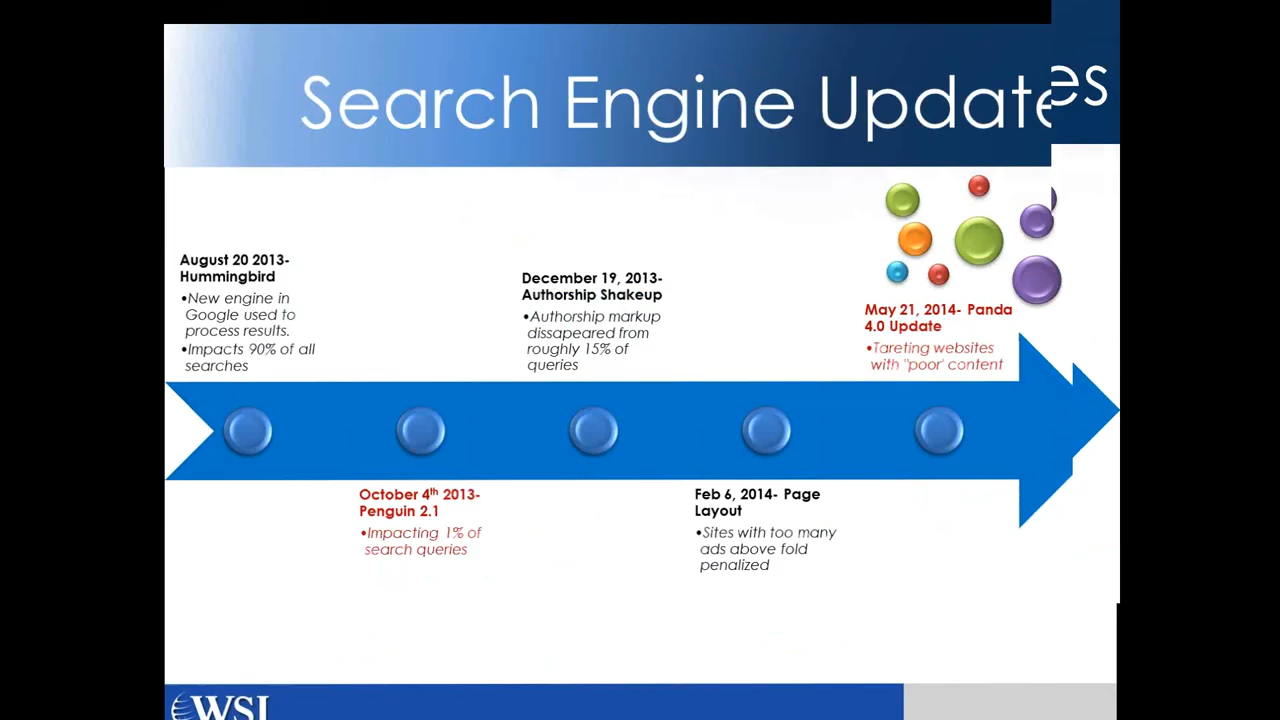 Search Engine Updates
August 20 2013-
Hummingbird
•New engine in
Google used to
process results.
•Impacts 90% of all
searches
October 4th 2013-
Penguin 2.1
•Impacting 1% of
search queries
December 19, 2013-
Authorship Shakeup
•Authorship markup
dissapeared from
roughly 15% of
queries
Feb 6, 2014- Page
Layout
•Sites with too many
ads above fold
penalized
May 21, 2014- Panda
4.0 Update
•Tareting websites
with "poor' content
WSI